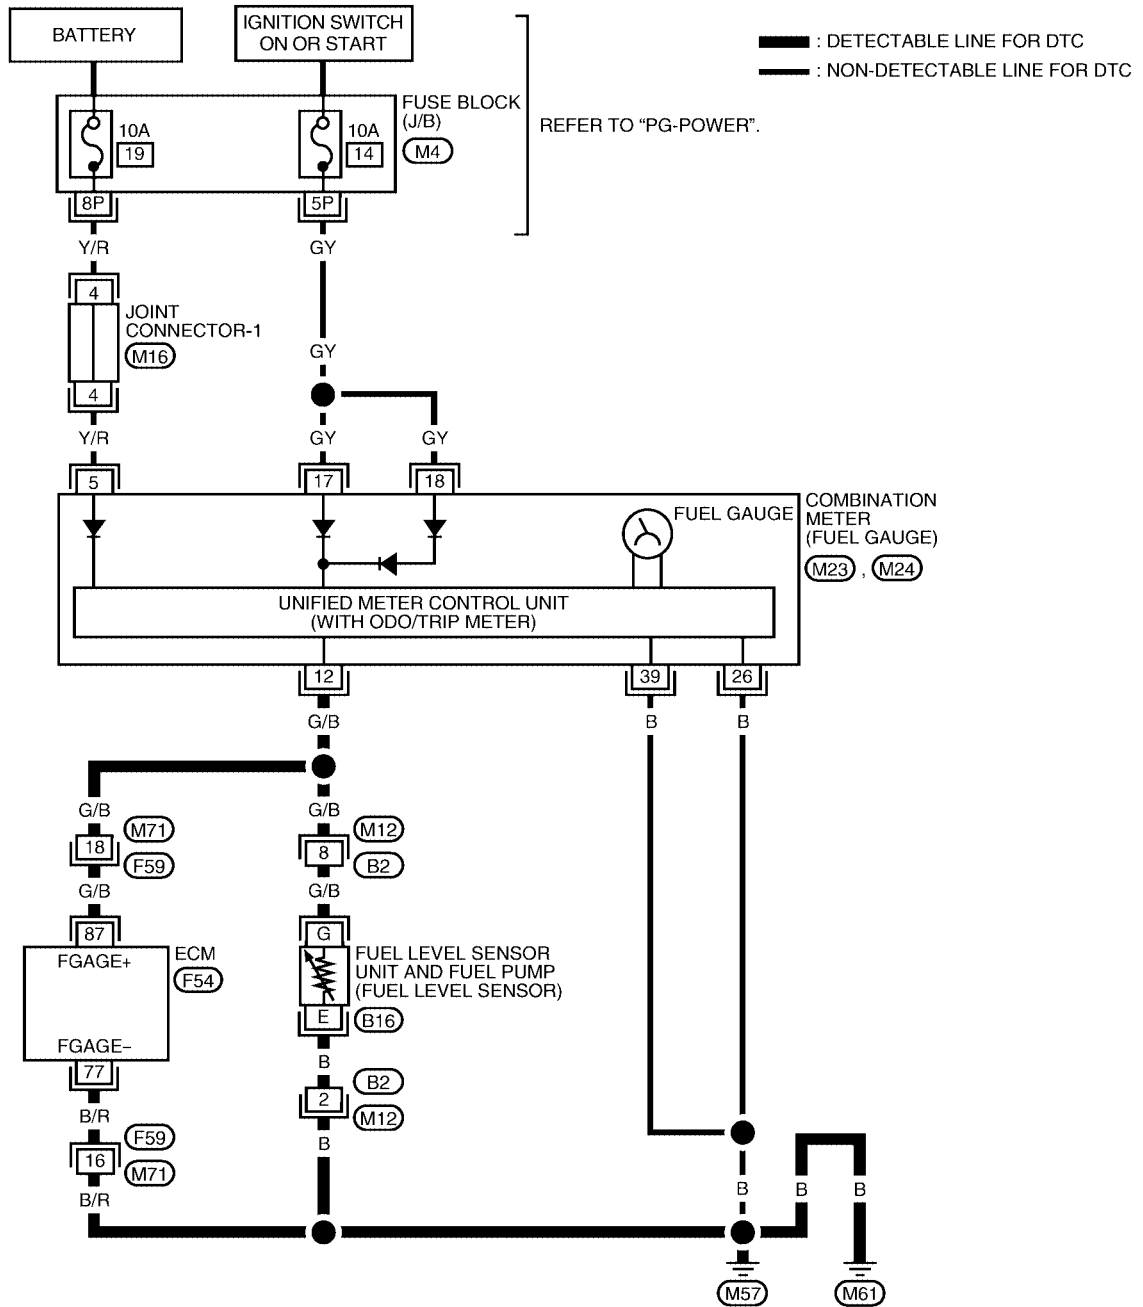 BATTERY
IGNITION SWITCH
ON OR START
: DETECTABLE LINE FOR DTC
: NON-DETECTABLE LINE FOR DTC
FUSE BLOCK
(J/B)
M4
10A
19
10A
14
REFER TO "PG-POWER".
8P
5P
Y/R
GY
4
JOINT
CONNECTOR-1
M16
GY
4
Y/R
GY
GY
5
17
18
FUEL GAUGE
COMBINATION
METER
(FUEL GAUGE)
M23 , M24
UNIFIED METER CONTROL UNIT
(WITH ODO/TRIP METER)
12
39
26
G/B
B
B
G/B
G/B
M71
18
F59
M12
8
B2
G/B
G/B
87
G
FGAGE+
ECM
F54
FUEL LEVEL SENSOR
UNIT AND FUEL PUMP
(FUEL LEVEL SENSOR)
E
B16
FGAGE–
77
B
B2
2
M12
B/R
F59
16
M71
B
B/R
B
B
B
M57
M61